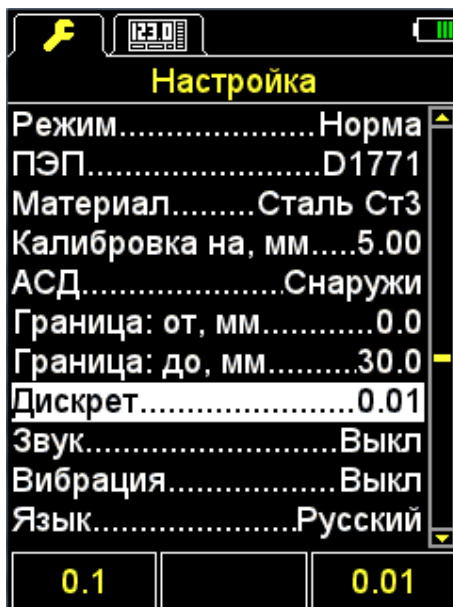 123.0
Настройка
Режим......................Норма
ПЭП........................D1771
Материал.........Сталь Ст3
Калибровка на, мм.....5.00
АСД....................Снаружи
Граница: от, мм...........0.0
Граница: до, мм..........30.0
Дискрет.......................0.01
Звук.........................Выкл
Вибрация.................Выкл
Язык....................Русский
0.1 0.01